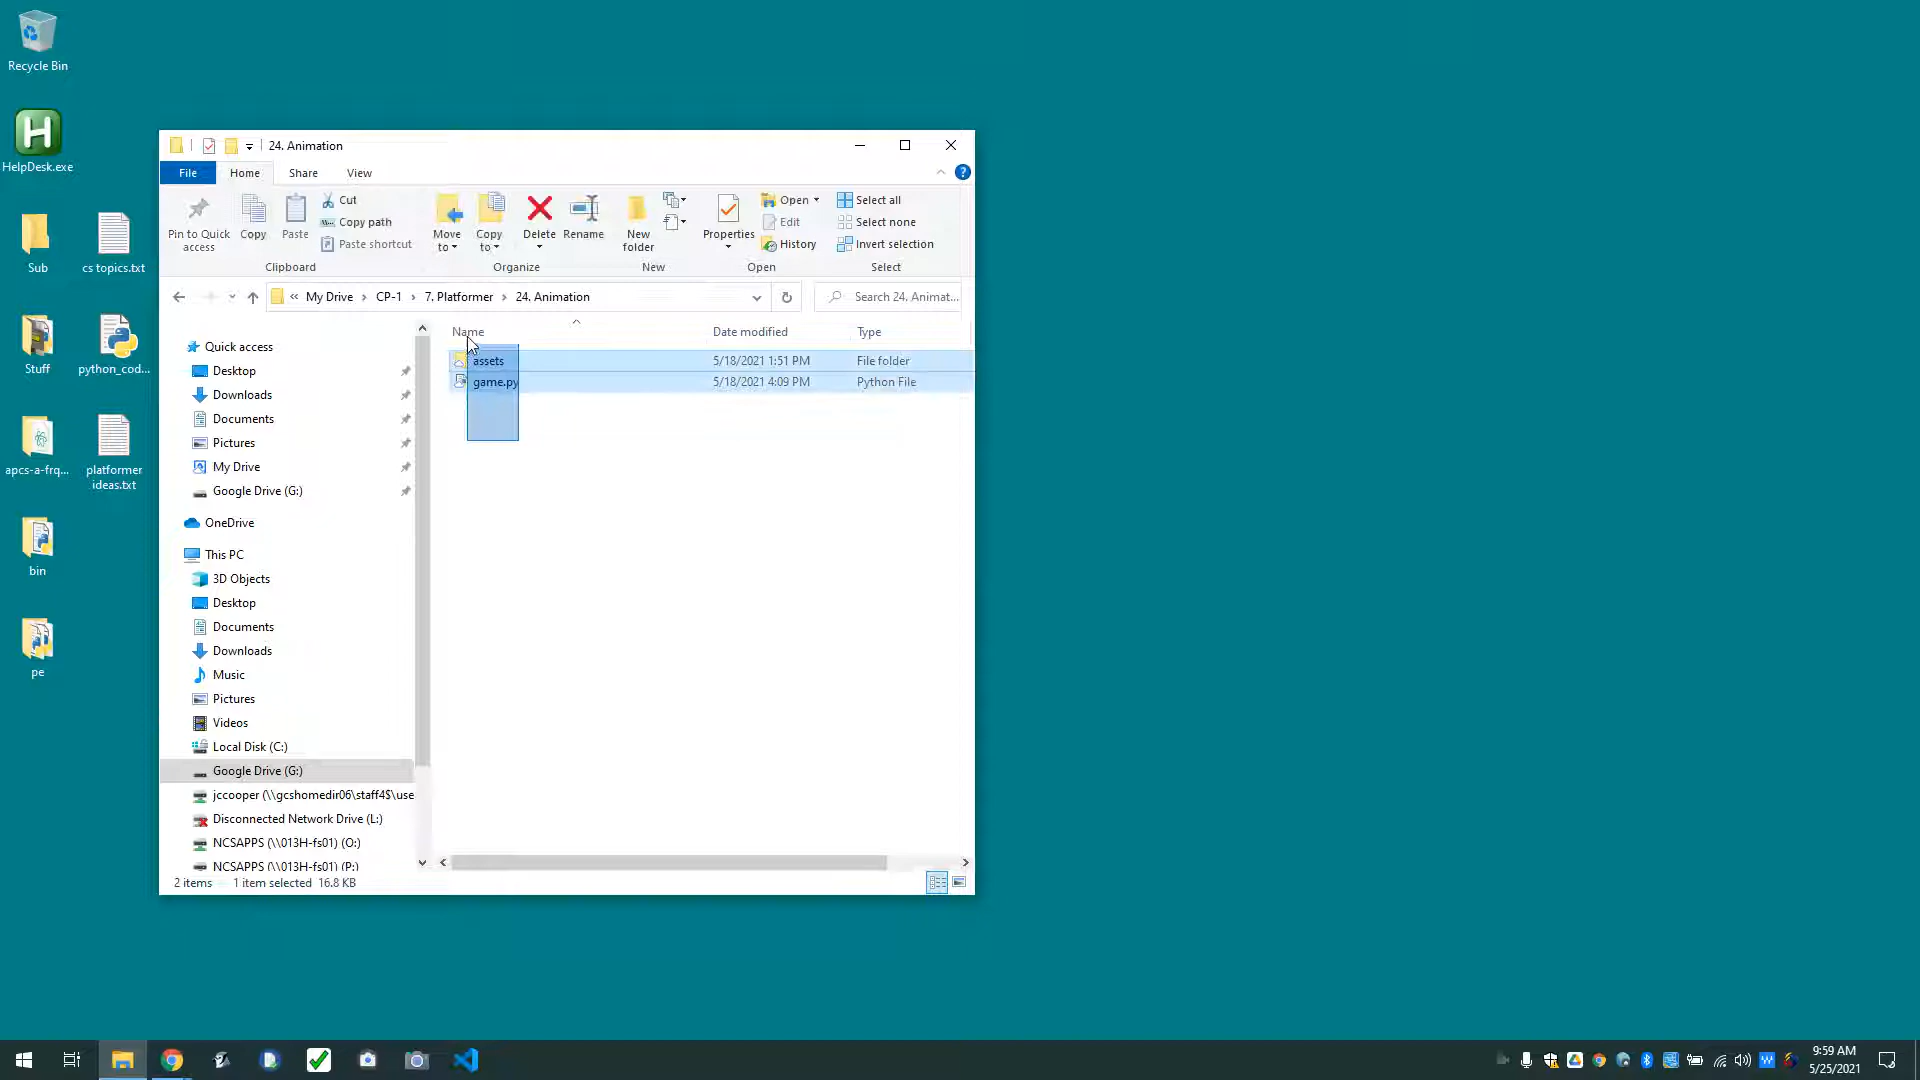 Recycle Bin
HelpDesk.exe
Sub
cs topics.txt
Stuff
python_cod...
apcs-a-frq...
platformer
ideas.txt
bin
pe
24. Animation
File
Home
Share
View
Pin to Quick
access
Copy
Paste
Cut
Copy path
Paste shortcut
Clipboard
Move
to
Copy
to
Delete
Rename
Organize
New
folder
New
Properties
Open
Edit
History
Open
Select all
Select none
Invert selection
Select
« My Drive > CP-1 > 7. Platformer > 24. Animation
Search 24. Animat...
Name
Date modified
Type
assets 5/18/2021 1:51 PM File folder
game.py 5/18/2021 4:09 PM Python File
Quick access
Desktop
Downloads
Documents
Pictures
My Drive
Google Drive (G:)
OneDrive
This PC
3D Objects
Desktop
Documents
Downloads
Music
Pictures
Videos
Local Disk (C:)
Google Drive (G:)
jccooper (\\gcshomedir06\staff4$\use
Disconnected Network Drive (L:)
NCSAPPS (\\013H-fs01) (O:)
NCSAPPS (\\013H-fs01) (P:)
2 items 1 item selected 16.8 KB
9:59 AM
5/25/2021